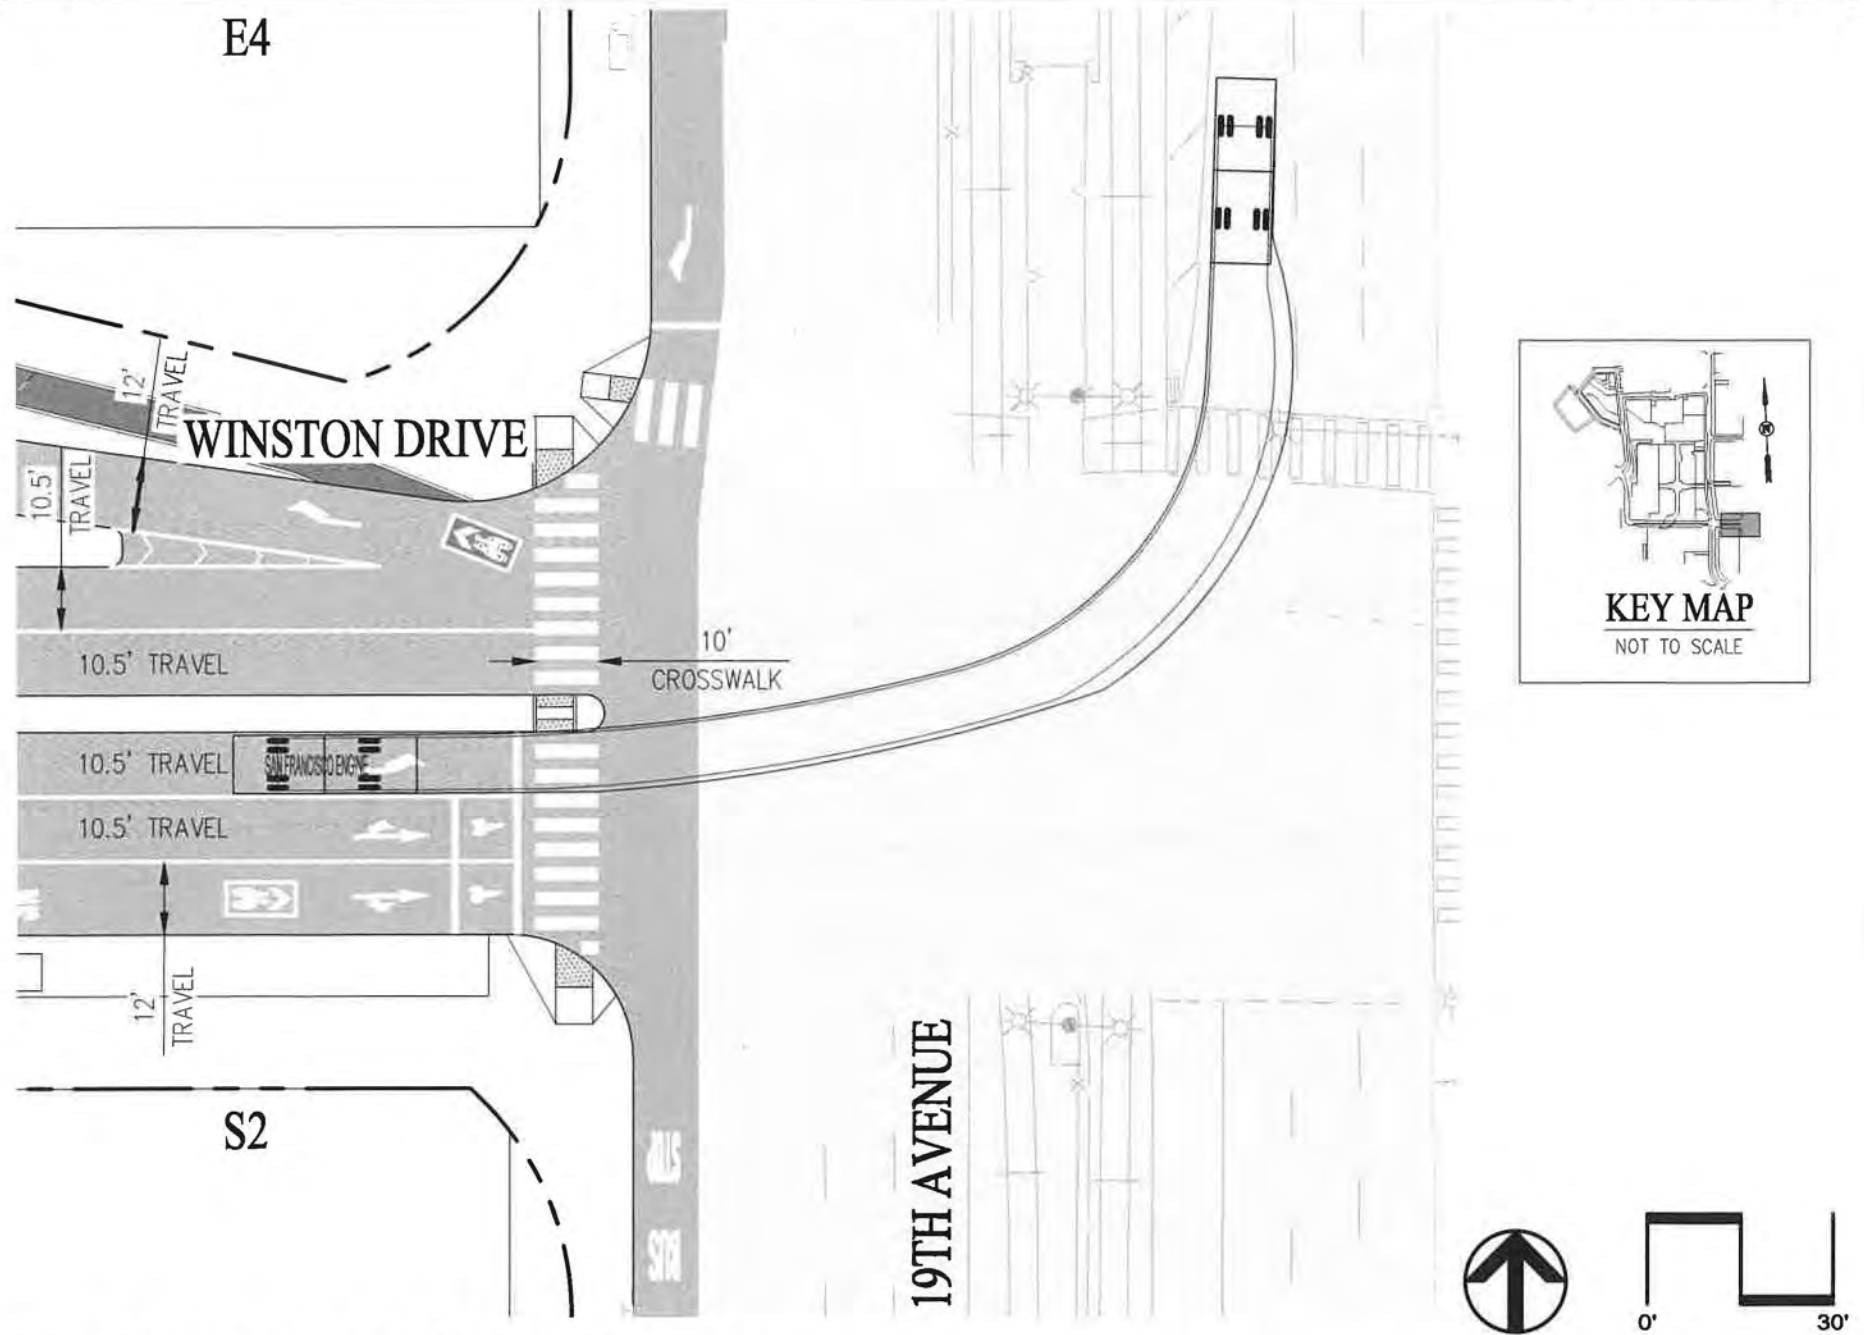 E4
12'
TRAVEL
WINSTON DRIVE
10.5'
TRAVEL
10.5' TRAVEL
10'
CROSSWALK
10.5' TRAVEL
SAN FRANCISCO ENGINE
10.5' TRAVEL
12'
TRAVEL
S2
STOP
BUS
19TH AVENUE
KEY MAP
NOT TO SCALE
0' 30'